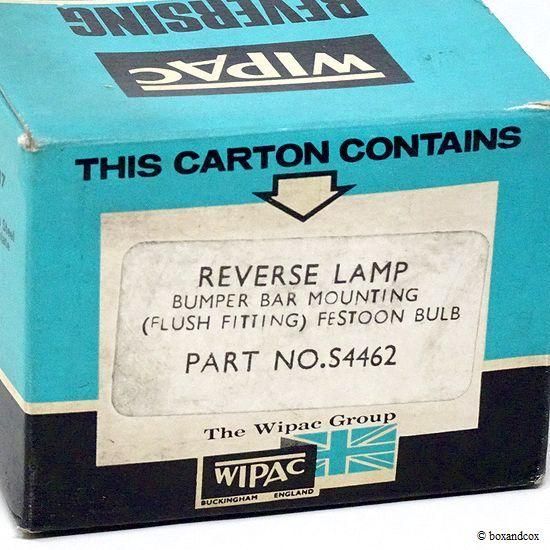 REVERSING
WIPAC
THIS CARTON CONTAINS
REVERSE LAMP
BUMPER BAR MOUNTING
(FLUSH FITTING) FESTOON BULB
PART NO.S4462
The Wipac Group
WIPAC
BUCKINGHAM ENGLAND
© boxandcox